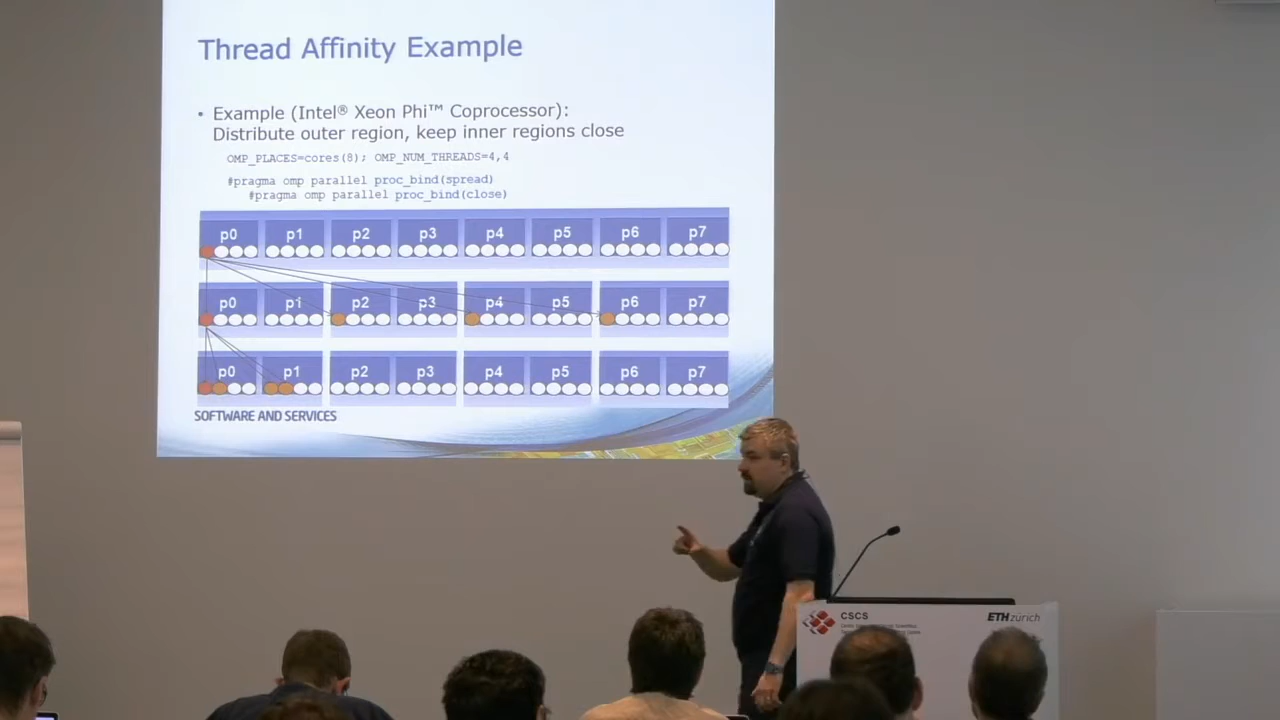 Thread Affinity Example
• Example (Intel® Xeon Phi™ Coprocessor):
Distribute outer region, keep inner regions close
OMP_PLACES=cores(8); OMP_NUM_THREADS=4,4
#pragma omp parallel proc_bind(spread)
#pragma omp parallel proc_bind(close)
p0 p1 p2 p3 p4 p5 p6 p7
p0 p1 p2 p3 p4 p5 p6 p7
p0 p1 p2 p3 p4 p5 p6 p7
SOFTWARE AND SERVICES
CSCS
ETH zürich